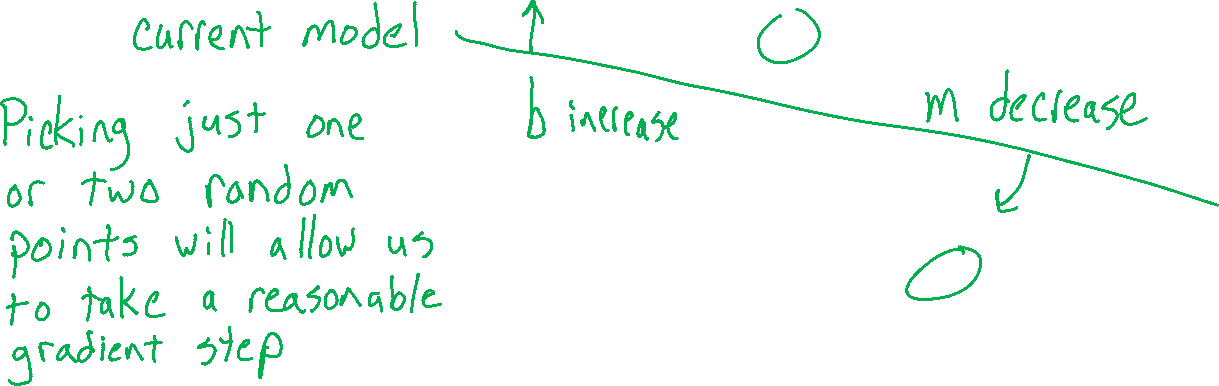 current model
b increase
m decrease
Picking just one
or two random
points will allow us
to take a reasonable
gradient step